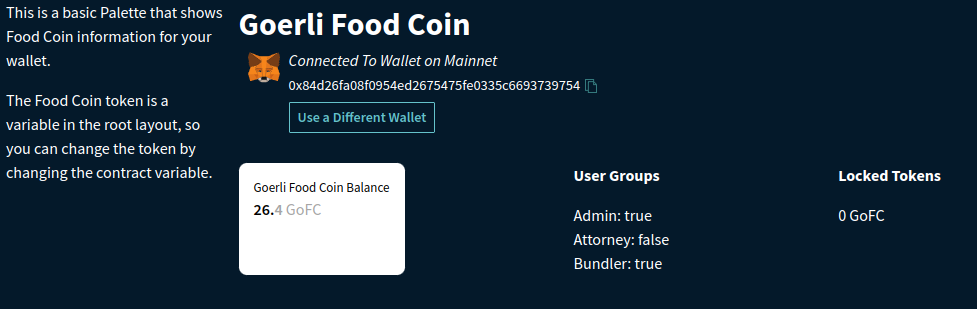 This is a basic Palette that shows
Food Coin information for your
wallet.
The Food Coin token is a
variable in the root layout, so
you can change the token by
changing the contract variable.
Goerli Food Coin
Connected To Wallet on Mainnet
0x84d26fa08f0954ed2675475fe0335c6693739754
Use a Different Wallet
Goerli Food Coin Balance
26.4 GoFC
User Groups
Admin: true
Attorney: false
Bundler: true
Locked Tokens
0 GoFC